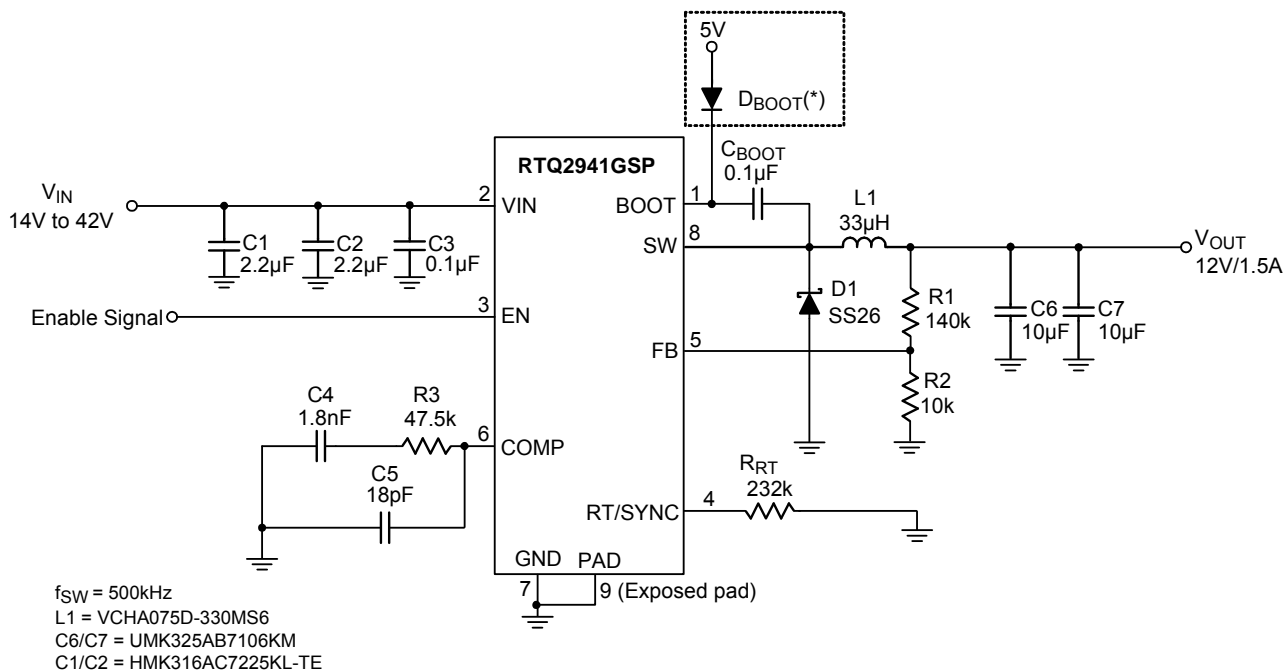 5V
DBOOT(*)
RTQ2941GSP
CBOOT
0.1µF
VIN
14V to 42V
2
VIN
BOOT
1
L1
33µH
SW
8
VOUT
12V/1.5A
C1
2.2µF
C2
2.2µF
C3
0.1µF
D1
SS26
R1
140k
C6
10µF
C7
10µF
Enable Signal
3
EN
FB
5
R2
10k
C4
1.8nF
R3
47.5k
6
COMP
C5
18pF
RRT
232k
RT/SYNC
4
GND
PAD
7
9 (Exposed pad)
fSW = 500kHz
L1 = VCHA075D-330MS6
C6/C7 = UMK325AB7106KM
C1/C2 = HMK316AC7225KL-TE